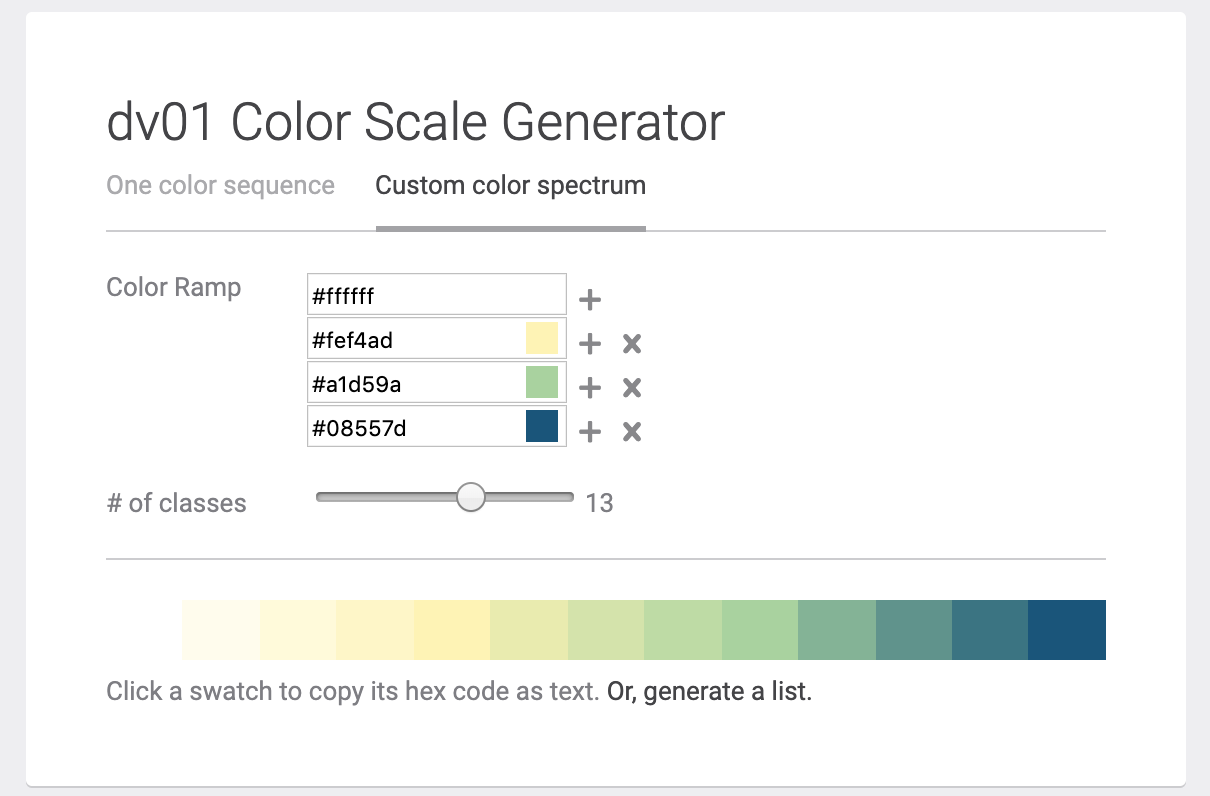 dv01 Color Scale Generator
One color sequence Custom color spectrum
Color Ramp #ffffff
#fef4ad
#a1d59a
#08557d
# of classes 13
Click a swatch to copy its hex code as text. Or, generate a list.